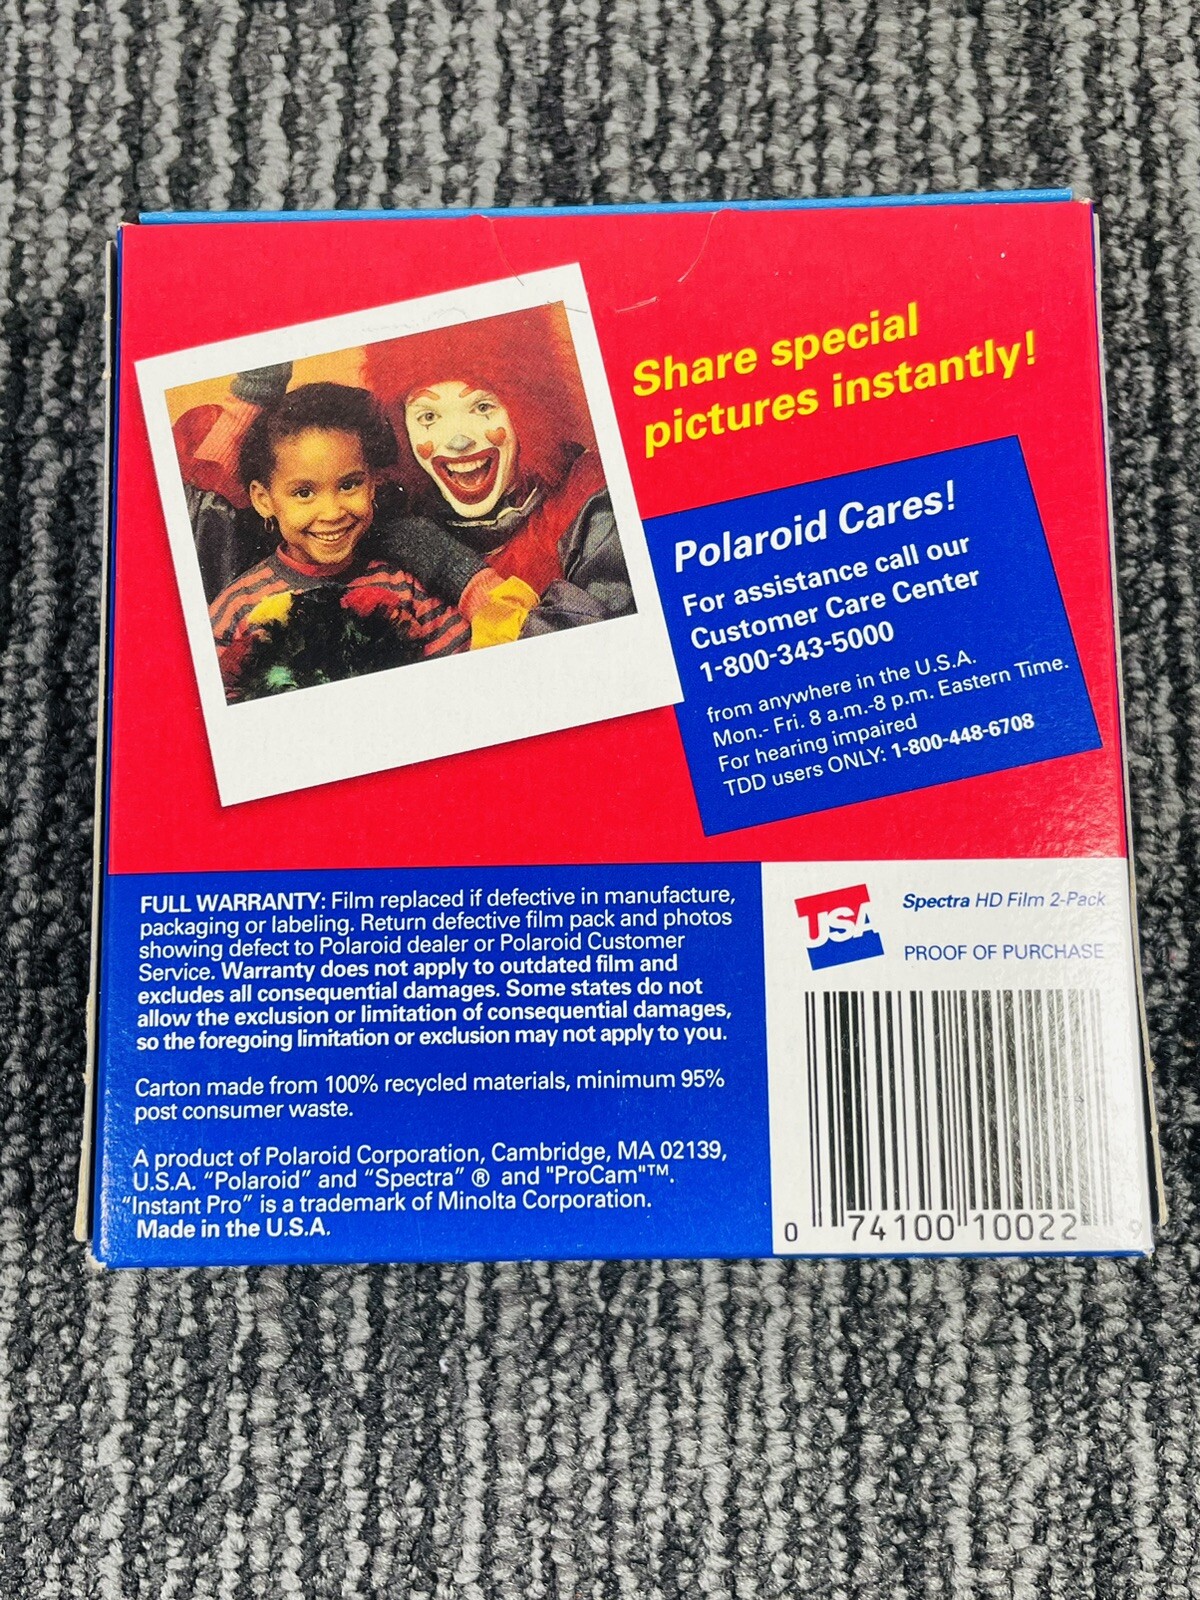 Share special
pictures instantly!
Polaroid Cares!
For assistance call our
Customer Care Center
1-800-343-5000
from anywhere in the U.S.A.
Mon.- Fri. 8 a.m.-8 p.m. Eastern Time.
For hearing impaired
TDD users ONLY: 1-800-448-6708
FULL WARRANTY: Film replaced if defective in manufacture,
packaging or labeling. Return defective film pack and photos
showing defect to Polaroid dealer or Polaroid Customer
Service. Warranty does not apply to outdated film and
excludes all consequential damages. Some states do not
allow the exclusion or limitation of consequential damages,
so the foregoing limitation or exclusion may not apply to you.
Carton made from 100% recycled materials, minimum 95%
post consumer waste.
A product of Polaroid Corporation, Cambridge, MA 02139,
U.S.A. “Polaroid” and “Spectra” ® and "ProCam"™.
“Instant Pro” is a trademark of Minolta Corporation.
Made in the U.S.A.
USA
Spectra HD Film 2-Pack
PROOF OF PURCHASE
0 74100 10022 9